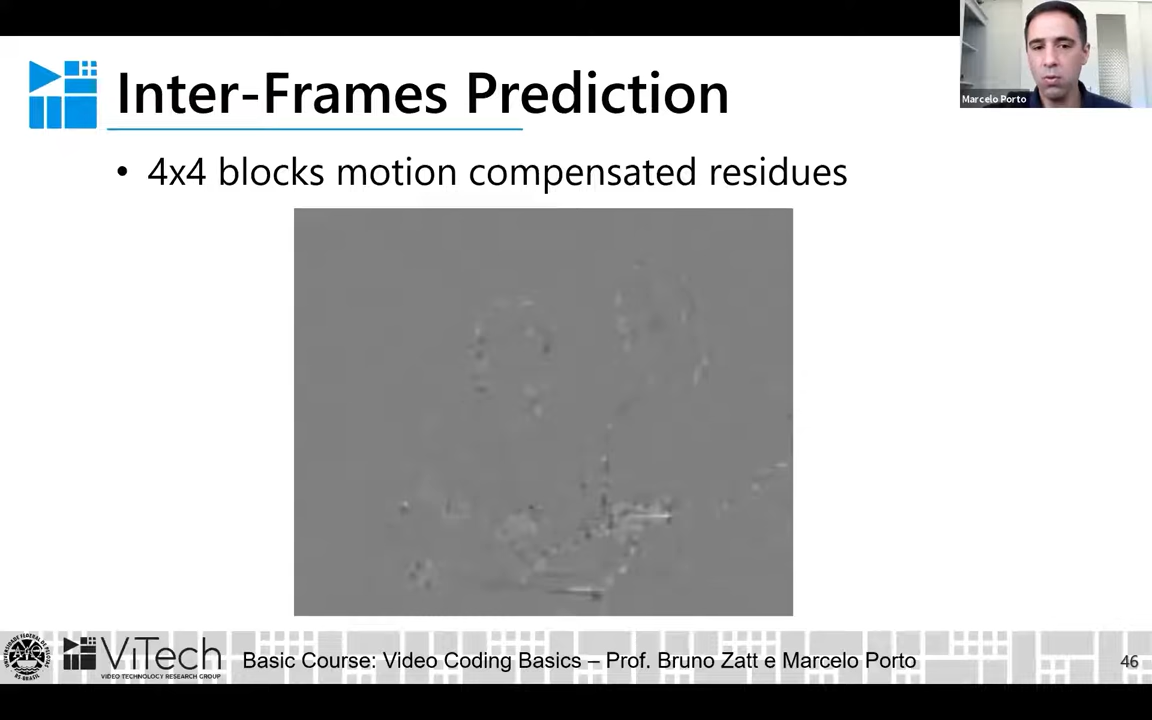 Inter-Frames Prediction
Marcelo Porto
• 4x4 blocks motion compensated residues
ViTech
VIDEO TECHNOLOGY RESEARCH GROUP
Basic Course: Video Coding Basics – Prof. Bruno Zatt e Marcelo Porto
46